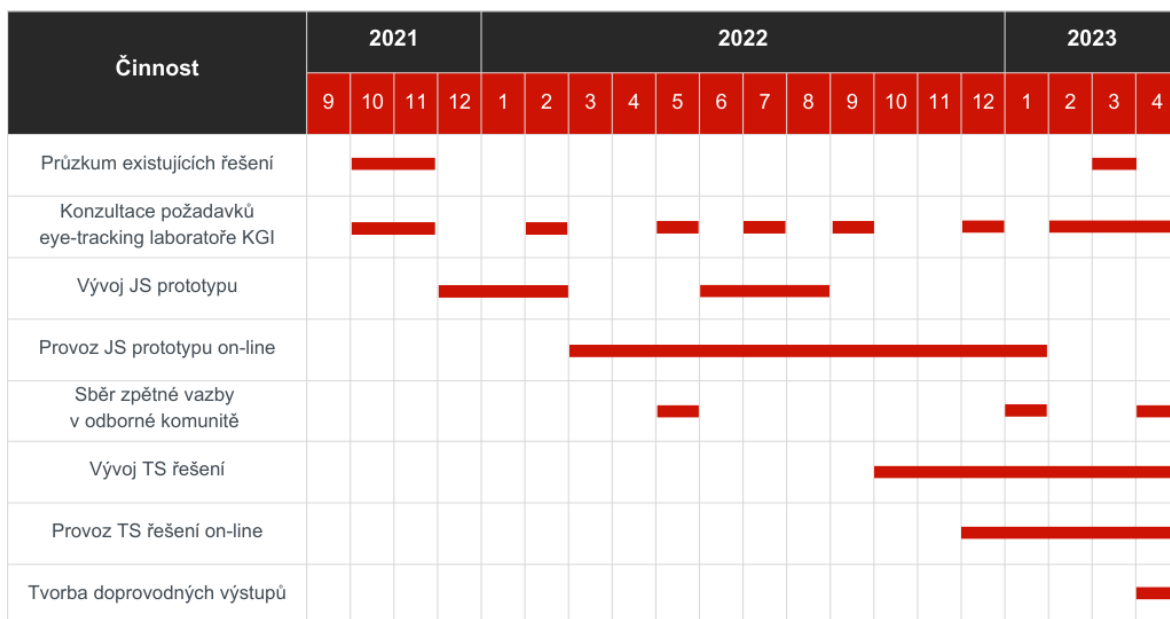 Činnost
2021 2022 2023
9 10 11 12 1 2 3 4 5 6 7 8 9 10 11 12 1 2 3 4
Průzkum existujících řešení
Konzultace požadavků
eye-tracking laboratoře KGI
Vývoj JS prototypu
Provoz JS prototypu on-line
Sběr zpětné vazby
v odborné komunitě
Vývoj TS řešení
Provoz TS řešení on-line
Tvorba doprovodných výstupů